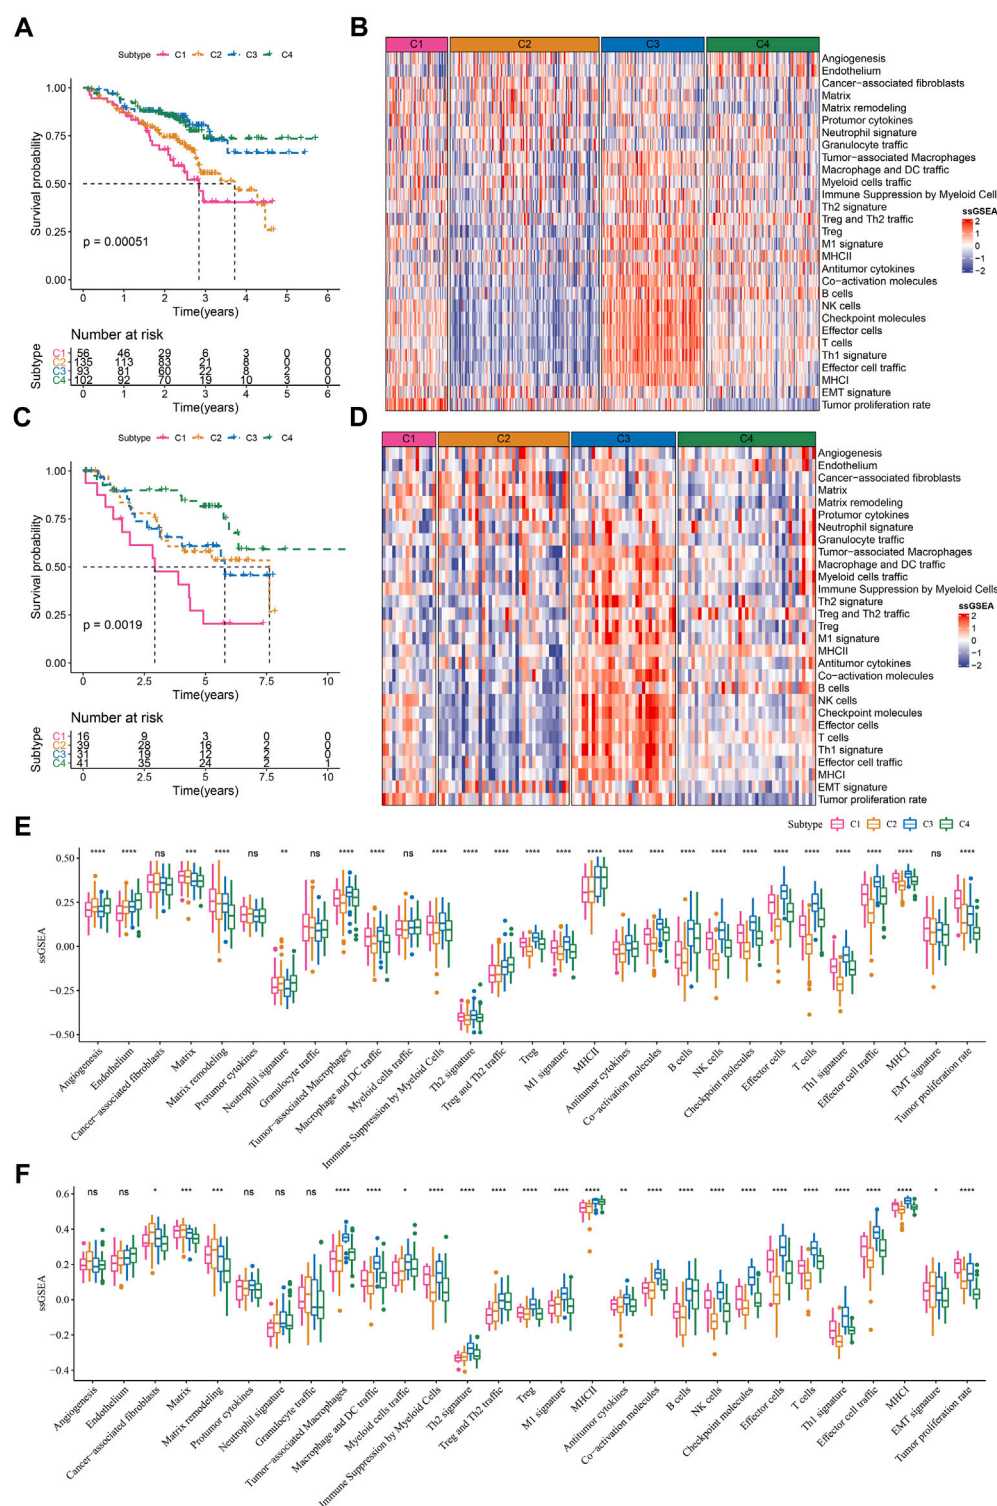 A
Subtype C1 C2 C3 C4
Survival probability
1.00
0.75
0.50
0.25
0.00
p = 0.00051
0 1 2 3 4 5 6
Time(years)
Number at risk
Subtype
C1 56 46 29 6 3 0 0
C2 135 113 83 21 8 0 0
C3 93 81 60 22 8 2 0
C4 102 92 70 19 10 3 0
0 1 2 3 4 5 6
Time(years)
B
C1 C2 C3 C4
Angiogenesis
Endothelium
Cancer-associated fibroblasts
Matrix
Matrix remodeling
Protumor cytokines
Neutrophil signature
Granulocyte traffic
Tumor-associated Macrophages
Macrophage and DC traffic
Myeloid cells traffic
Immune Suppression by Myeloid Cell
Th2 signature
Treg and Th2 traffic
Treg
M1 signature
MHCII
Antitumor cytokines
Co-activation molecules
B cells
NK cells
Checkpoint molecules
Effector cells
T cells
Th1 signature
Effector cell traffic
MHCI
EMT signature
Tumor proliferation rate
ssGSEA
2
1
0
−1
−2
C
Subtype C1 C2 C3 C4
Survival probability
1.00
0.75
0.50
0.25
0.00
p = 0.0019
0 2.5 5 7.5 10
Time(years)
Number at risk
Subtype
C1 16 9 3 0 0
C2 39 28 16 2 0
C3 31 19 12 2 0
C4 41 35 24 2 1
0 2.5 5 7.5 10
Time(years)
D
C1 C2 C3 C4
Angiogenesis
Endothelium
Cancer-associated fibroblasts
Matrix
Matrix remodeling
Protumor cytokines
Neutrophil signature
Granulocyte traffic
Tumor-associated Macrophages
Macrophage and DC traffic
Myeloid cells traffic
Immune Suppression by Myeloid Cells
Th2 signature
Treg and Th2 traffic
Treg
M1 signature
MHCII
Antitumor cytokines
Co-activation molecules
B cells
NK cells
Checkpoint molecules
Effector cells
T cells
Th1 signature
Effector cell traffic
MHCI
EMT signature
Tumor proliferation rate
ssGSEA
2
1
0
−1
−2
E
Subtype C1 C2 C3 C4
**** **** ns *** **** ns ** ns **** **** ns **** **** **** **** **** **** **** **** **** **** **** **** **** **** **** **** ns ****
ssGSEA
0.50
0.25
0.00
−0.25
−0.50
Angiogenesis
Endothelium
Cancer−associated fibroblasts
Matrix
Matrix remodeling
Protumor cytokines
Neutrophil signature
Granulocyte traffic
Tumor−associated Macrophages
Macrophage and DC traffic
Myeloid cells traffic
Immune Suppression by Myeloid Cells
Th2 signature
Treg and Th2 traffic
Treg
M1 signature
MHCII
Antitumor cytokines
Co−activation molecules
B cells
NK cells
Checkpoint molecules
Effector cells
T cells
Th1 signature
Effector cell traffic
MHCI
EMT signature
Tumor proliferation rate
F
ns ns * *** *** ns ns ns **** **** * **** **** **** **** **** **** ** **** **** **** **** **** **** **** **** **** * ****
ssGSEA
0.6
0.4
0.2
0.0
−0.2
−0.4
Angiogenesis
Endothelium
Cancer−associated fibroblasts
Matrix
Matrix remodeling
Protumor cytokines
Neutrophil signature
Granulocyte traffic
Tumor−associated Macrophages
Macrophage and DC traffic
Myeloid cells traffic
Immune Suppression by Myeloid Cells
Th2 signature
Treg and Th2 traffic
Treg
M1 signature
MHCII
Antitumor cytokines
Co−activation molecules
B cells
NK cells
Checkpoint molecules
Effector cells
T cells
Th1 signature
Effector cell traffic
MHCI
EMT signature
Tumor proliferation rate